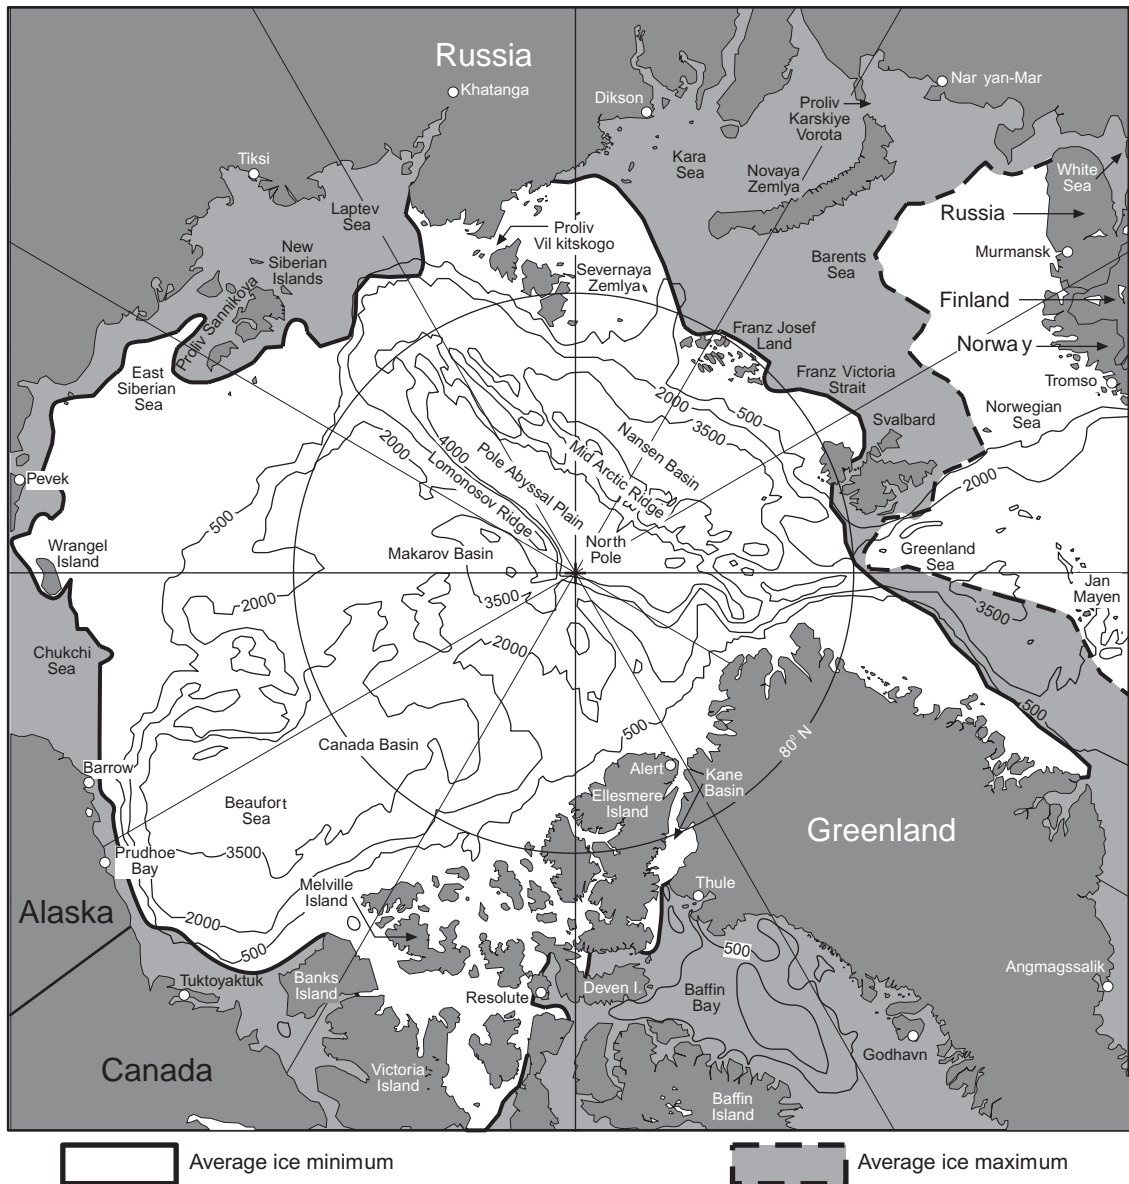 Russia
Khatanga
Nar yan-Mar
Dikson
Proliv
Karskiye
Vorota
Tiksi
Kara
Sea
Novaya
Zemlya
White
Sea
Laptev
Sea
Russia
Proliv
Vil kitskogo
New
Siberian
Islands
Barents
Sea
Murmansk
Severnaya
Zemlya
Proliv Sannikova
Finland
Franz Josef
Land
Norway
East
Siberian
Sea
Franz Victoria
Strait
Tromso
2000
500
Norwegian
Sea
Svalbard
3500
Nansen Basin
2000
4000
Pole Abyssal Plain
Mid Arctic Ridge
Lomonosov Ridge
Pevek
2000
500
Wrangel
Island
Makarov Basin
North
Pole
Greenland
Sea
Jan
Mayen
2000
3500
3500
Chukchi
Sea
2000
500
500
Canada Basin
80° N
Barrow
Alert
Kane
Basin
Ellesmere
Island
Beaufort
Sea
Greenland
3500
Prudhoe
Bay
Melville
Island
Thule
Alaska
2000
500
500
Tuktoyaktuk
Banks
Island
Resolute
Deven I.
Baffin
Bay
Angmagssalik
Godhavn
Canada
Victoria
Island
Baffin
Island
Average ice minimum
Average ice maximum